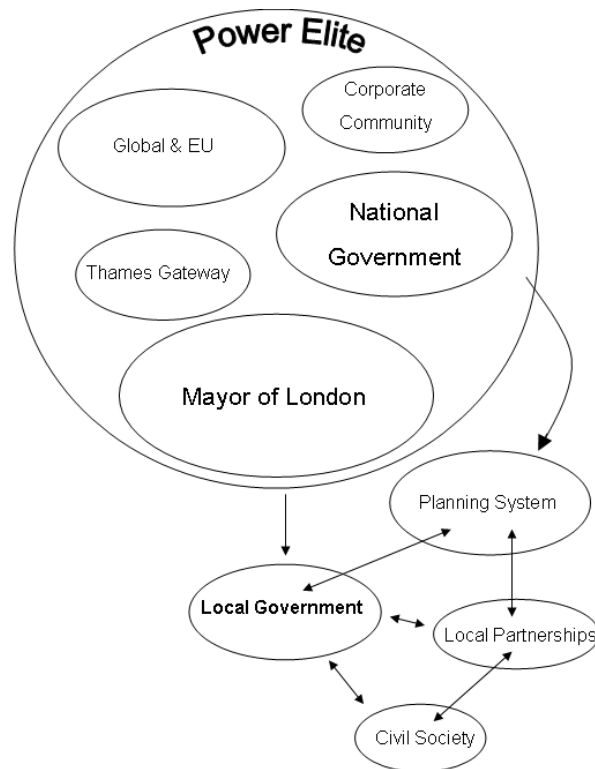 Power Elite
Corporate
Community
Global & EU
National
Government
Thames Gateway
Mayor of London
Planning System
Local Government
Local Partnerships
Civil Society